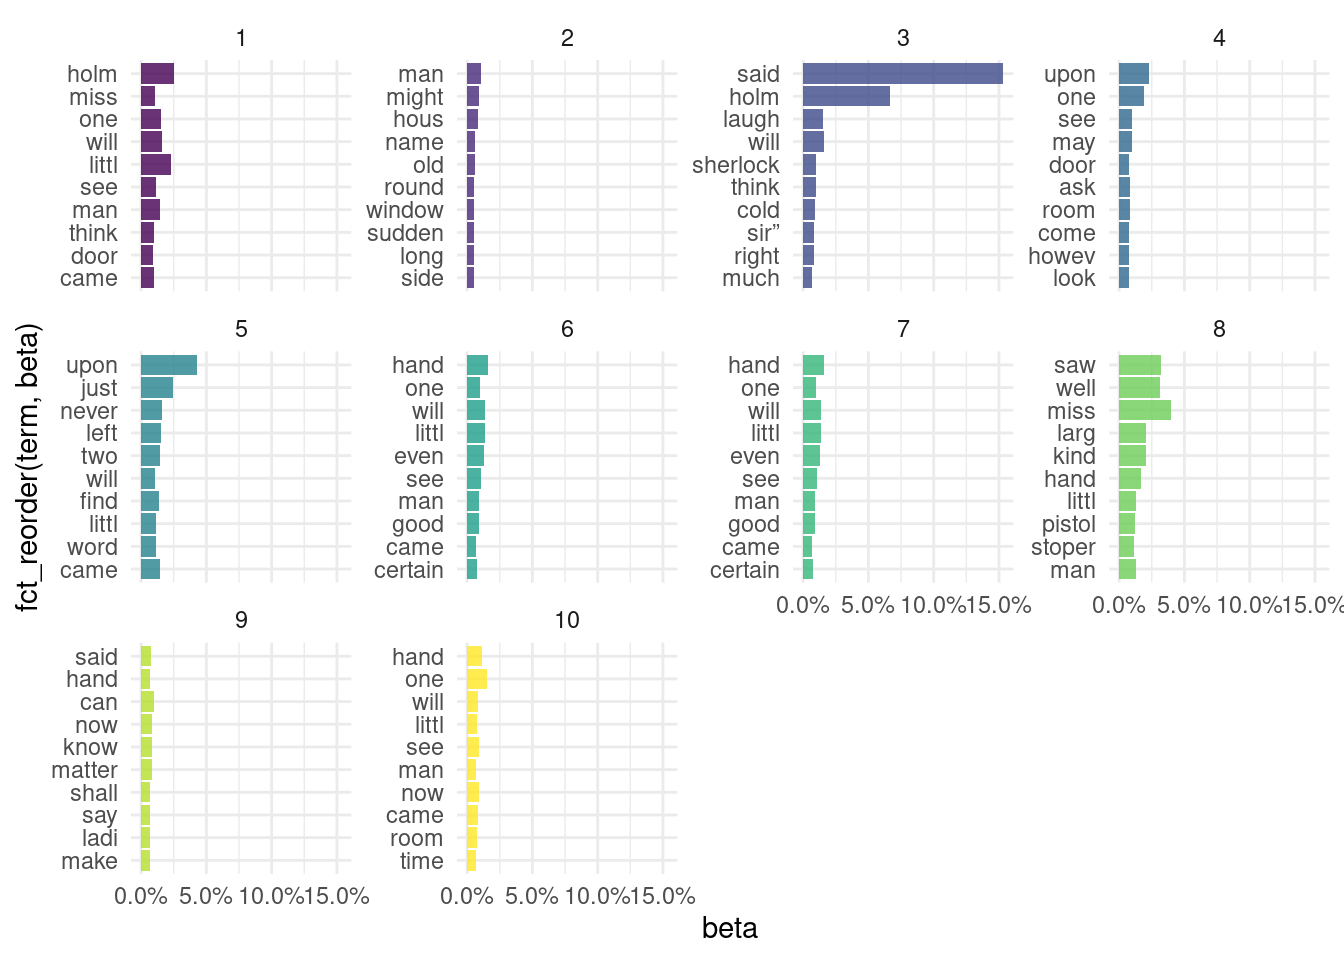 1
holm
miss
one
will
littl
see
man
think
door
came
2
man
might
hous
name
old
round
window
sudden
long
side
3
said
holm
laugh
will
sherlock
think
cold
sir”
right
much
4
upon
one
see
may
door
ask
room
come
howev
look
fct_reorder(term, beta)
5
upon
just
never
left
two
will
find
littl
word
came
6
hand
one
will
littl
even
see
man
good
came
certain
7
hand
one
will
littl
even
see
man
good
came
certain
0.0% 5.0% 10.0% 15.0%
8
saw
well
miss
larg
kind
hand
littl
pistol
stoper
man
0.0% 5.0% 10.0% 15.0%
9
said
hand
can
now
know
matter
shall
say
ladi
make
0.0% 5.0% 10.0% 15.0%
10
hand
one
will
littl
see
man
now
came
room
time
0.0% 5.0% 10.0% 15.0%
beta